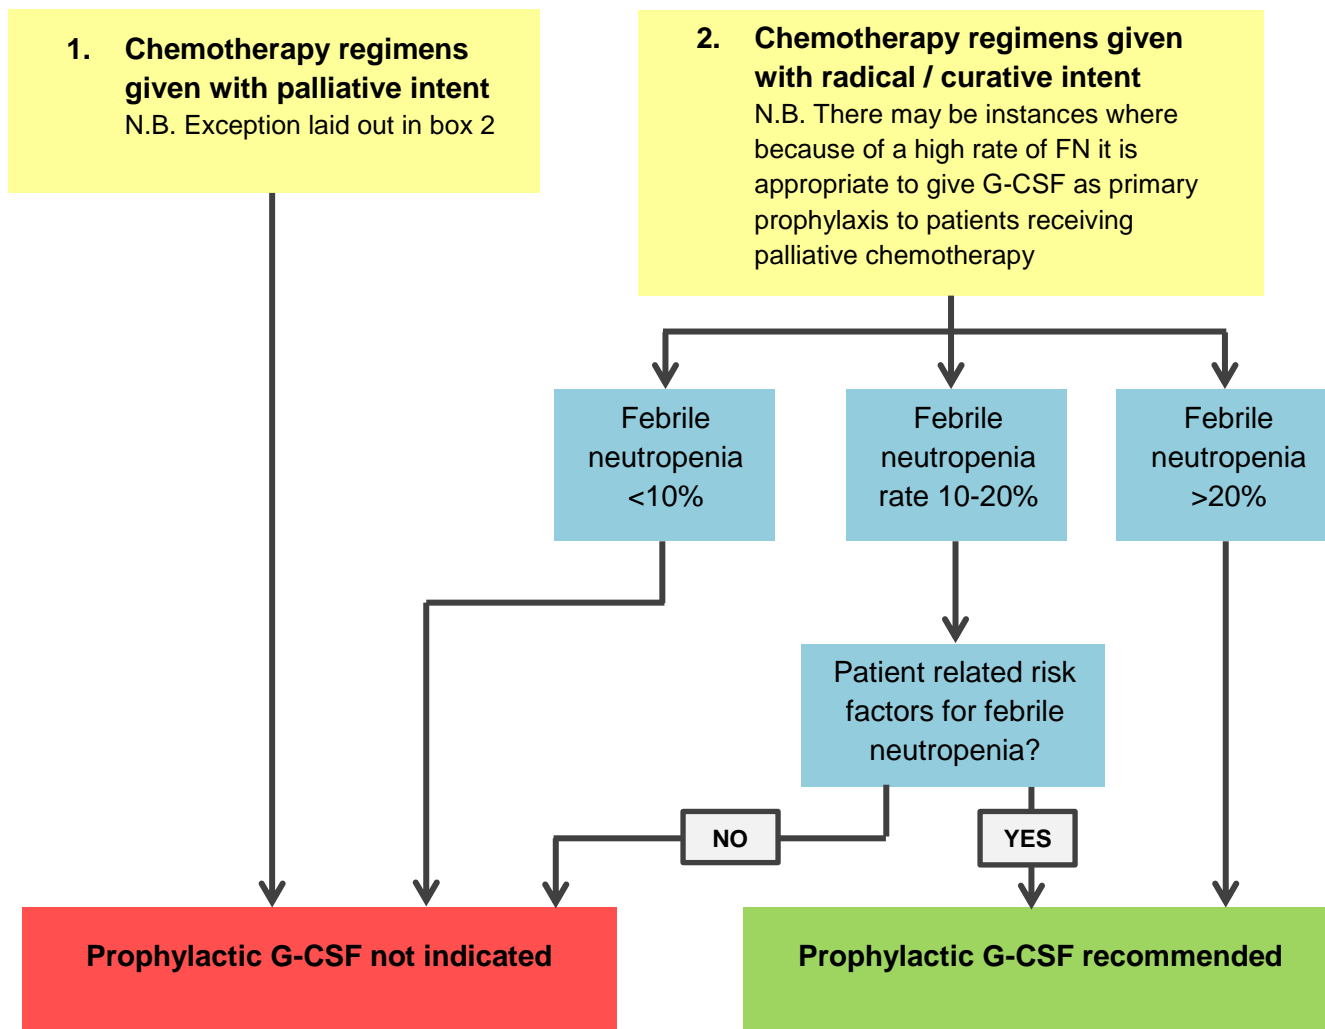 1. Chemotherapy regimens
given with palliative intent
N.B. Exception laid out in box 2
2. Chemotherapy regimens given
with radical / curative intent
N.B. There may be instances where
because of a high rate of FN it is
appropriate to give G-CSF as primary
prophylaxis to patients receiving
palliative chemotherapy
Febrile
neutropenia
<10%
Febrile
neutropenia
rate 10-20%
Febrile
neutropenia
>20%
Patient related risk
factors for febrile
neutropenia?
NO
YES
Prophylactic G-CSF not indicated
Prophylactic G-CSF recommended